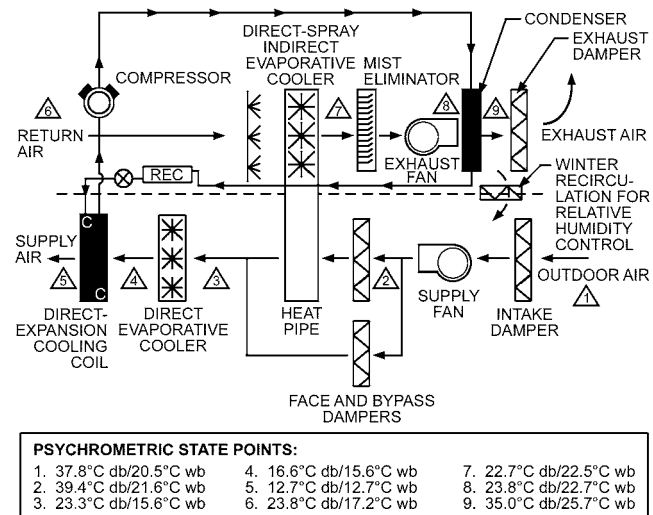 CONDENSER
DIRECT-SPRAY
INDIRECT
EVAPORATIVE
COOLER
EXHAUST
DAMPER
MIST
ELIMINATOR
COMPRESSOR
6
7
8
9
RETURN
AIR
EXHAUST
FAN
EXHAUST AIR
REC
WINTER
RECIRCU-
LATION FOR
RELATIVE
HUMIDITY
CONTROL
C
SUPPLY
AIR
5
4
3
2
OUTDOOR AIR
1
C
DIRECT-
EXPANSION
COOLING
COIL
DIRECT
EVAPORATIVE
COOLER
HEAT
PIPE
SUPPLY
FAN
INTAKE
DAMPER
FACE AND BYPASS
DAMPERS
PSYCHROMETRIC STATE POINTS:
1. 37.8°C db/20.5°C wb 4. 16.6°C db/15.6°C wb 7. 22.7°C db/22.5°C wb
2. 39.4°C db/21.6°C wb 5. 12.7°C db/12.7°C wb 8. 23.8°C db/22.7°C wb
3. 23.3°C db/15.6°C wb 6. 23.8°C db/17.2°C wb 9. 35.0°C db/25.7°C wb